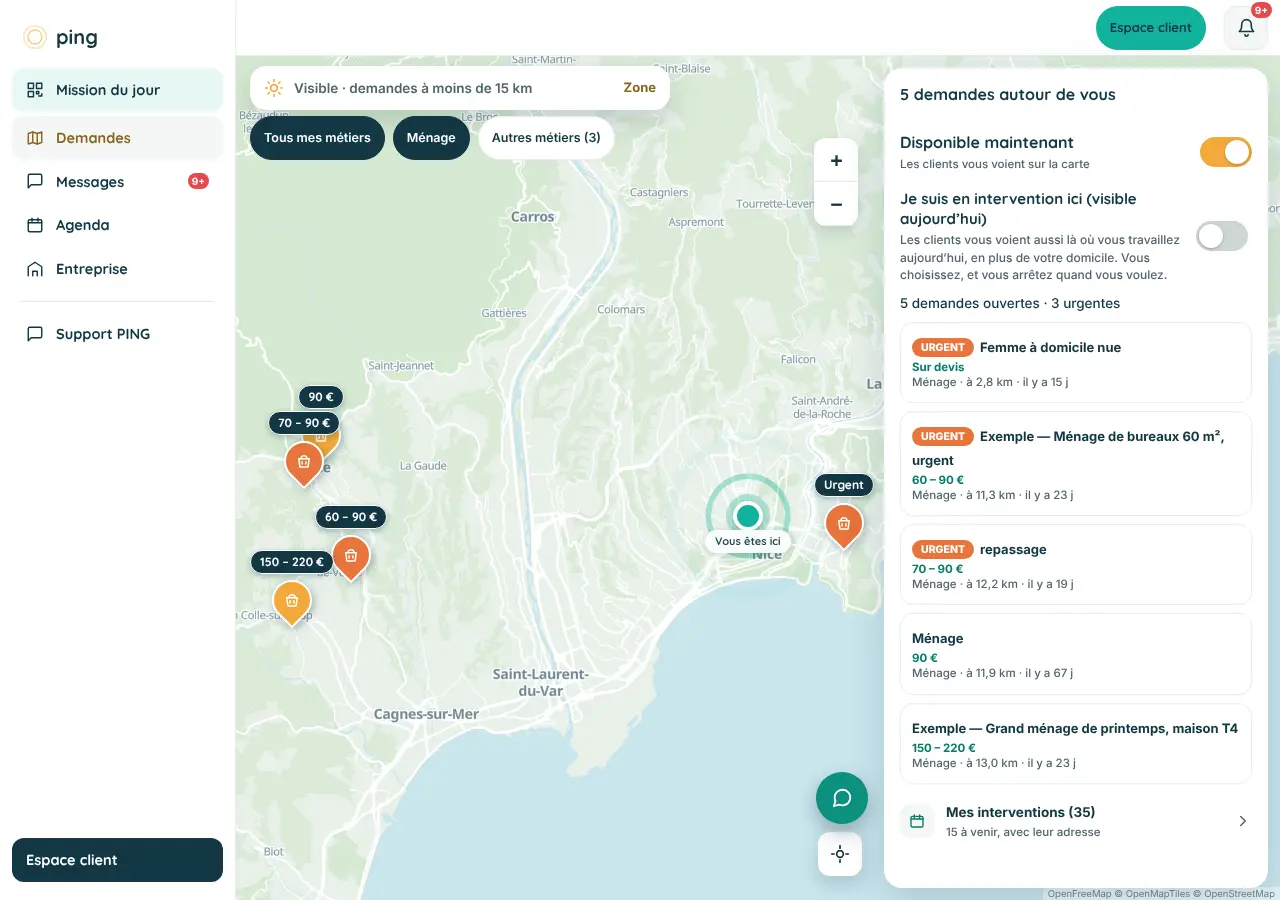 ping
Mission du jour
Demandes
Messages
9+
Agenda
Entreprise
Support PING
Espace client
Espace client
9+
Visible · demandes à moins de 15 km
Zone
Tous mes métiers
Ménage
Autres métiers (3)
+
−
Saint-Martin-
Saint-Blaise
Le Broc
Castagniers
Carros
Tourrette-Leven
Aspremont
Gattières
Colomars
Saint-Jeannet
Falicon
La
Saint-André-
de-la-Roche
90 €
70 – 90 €
La Gaude
Urgent
60 – 90 €
Vous êtes ici
Nice
150 – 220 €
Saint-Laurent-
du-Var
Cagnes-sur-Mer
Biot
5 demandes autour de vous
Disponible maintenant
Les clients vous voient sur la carte
Je suis en intervention ici (visible
aujourd’hui)
Les clients vous voient aussi là où vous travaillez
aujourd’hui, en plus de votre domicile. Vous
choisissez, et vous arrêtez quand vous voulez.
5 demandes ouvertes · 3 urgentes
URGENT Femme à domicile nue
Sur devis
Ménage · à 2,8 km · il y a 15 j
URGENT Exemple — Ménage de bureaux 60 m²,
urgent
60 – 90 €
Ménage · à 11,3 km · il y a 23 j
URGENT repassage
70 – 90 €
Ménage · à 12,2 km · il y a 19 j
Ménage
90 €
Ménage · à 11,9 km · il y a 67 j
Exemple — Grand ménage de printemps, maison T4
150 – 220 €
Ménage · à 13,0 km · il y a 23 j
Mes interventions (35)
15 à venir, avec leur adresse
OpenFreeMap © OpenMapTiles © OpenStreetMap